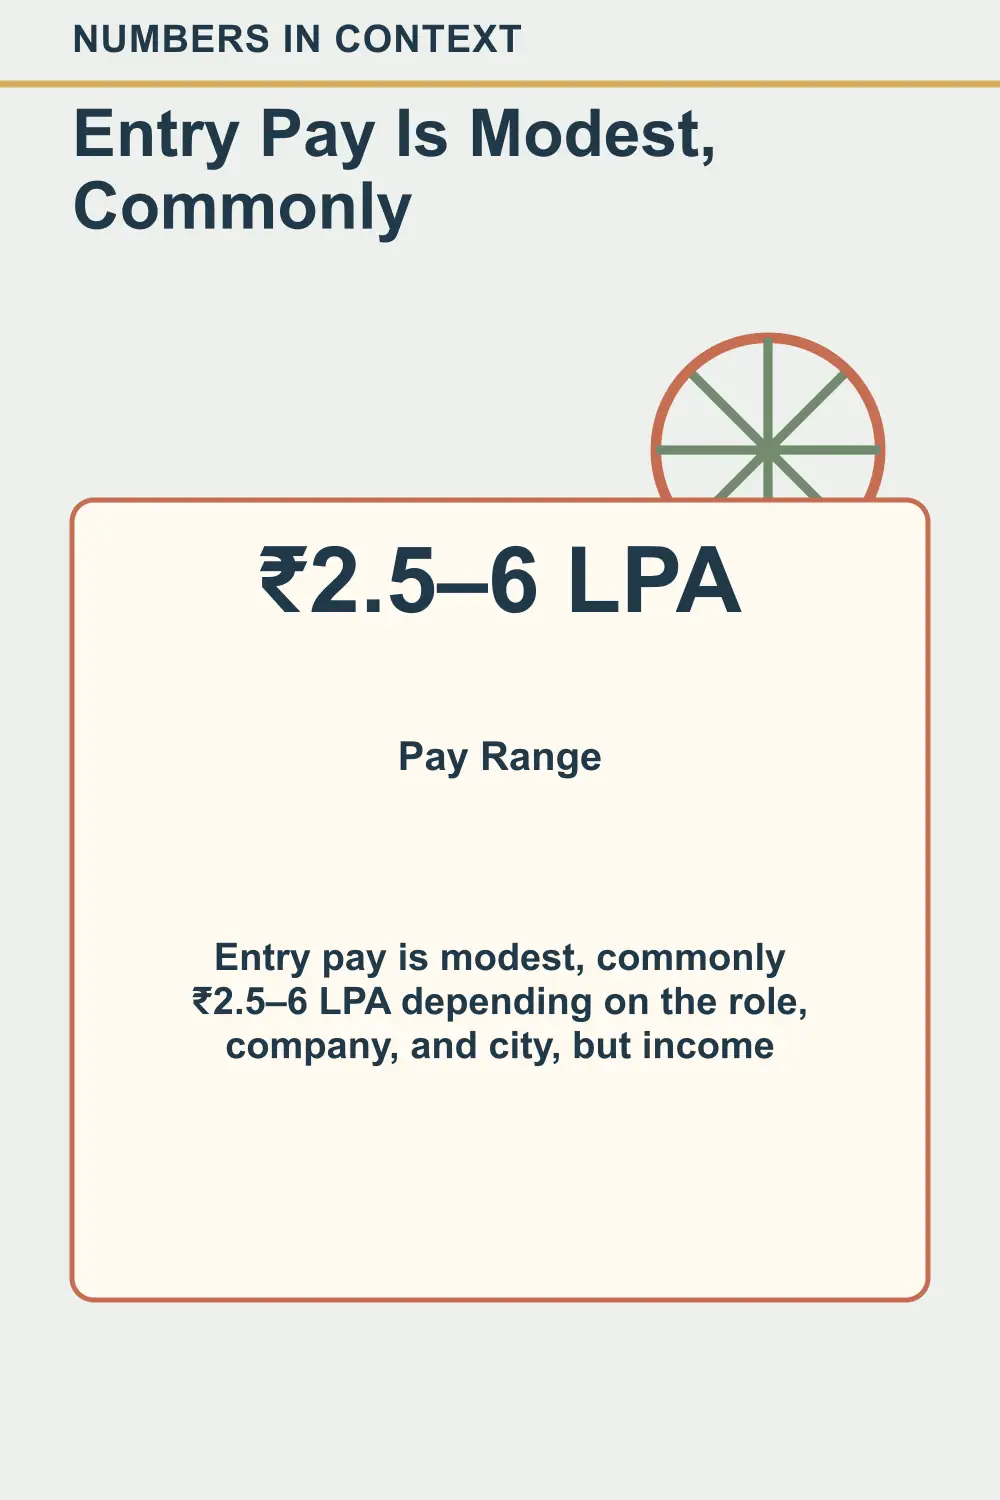 NUMBERS IN CONTEXT
Entry Pay Is Modest,
Commonly
₹2.5–6 LPA
Pay Range
Entry pay is modest, commonly
₹2.5–6 LPA depending on the role,
company, and city, but income